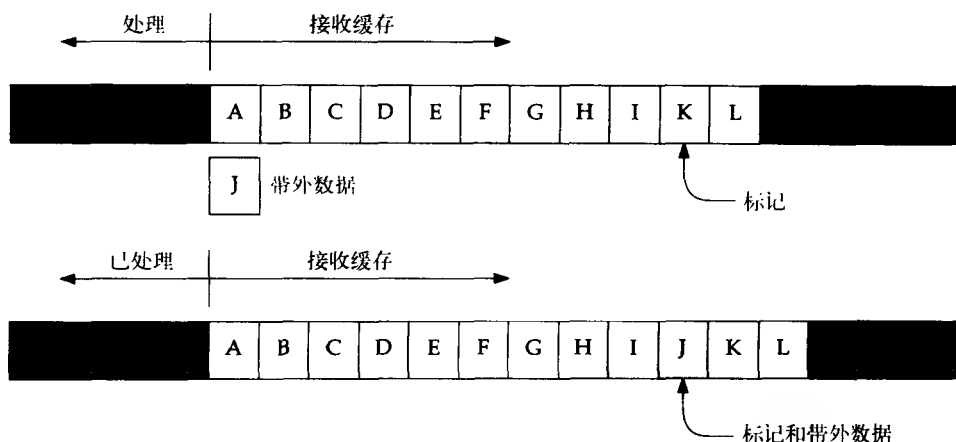 处理 接收缓存
A B C D E F G H I K L
J 带外数据
标记
已处理 接收缓存
A B C D E F G H I J K L
标记和带外数据